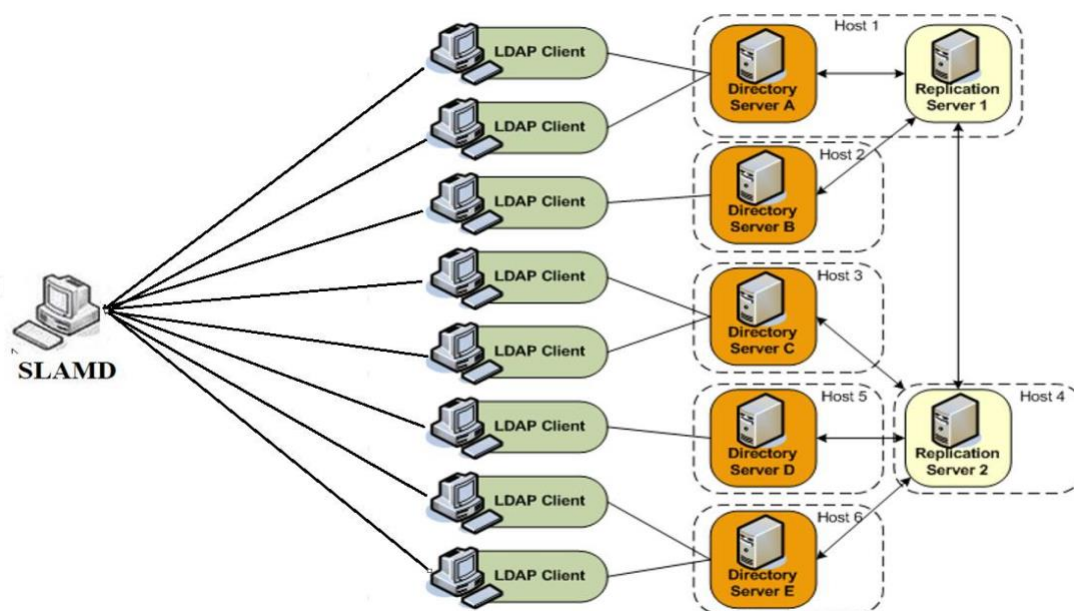 Host 1
LDAP Client
Directory
Server A
Replication
Server 1
LDAP Client
Host 2
LDAP Client
Directory
Server B
LDAP Client
Host 3
Directory
Server C
SLAMD
LDAP Client
Host 5
Host 4
LDAP Client
Directory
Server D
Replication
Server 2
LDAP Client
Host 6
LDAP Client
Directory
Server E